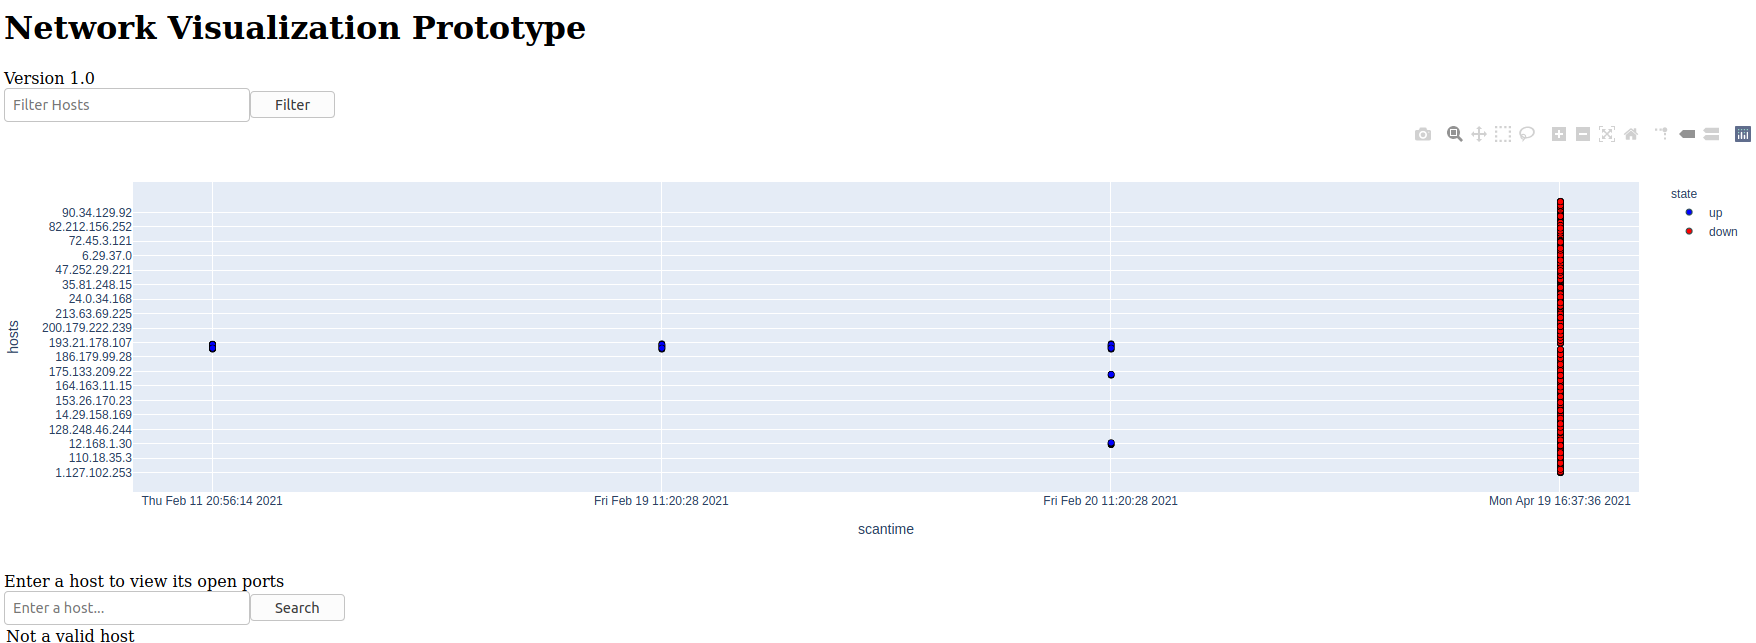 Network Visualization Prototype
Version 1.0
Filter Hosts
Filter
state
up
down
hosts
90.34.129.92
82.212.156.252
72.45.3.121
6.29.37.0
47.252.29.221
35.81.248.15
24.0.34.168
213.63.69.225
200.179.222.239
193.21.178.107
186.179.99.28
175.133.209.22
164.163.11.15
153.26.170.23
14.29.158.169
128.248.46.244
12.168.1.30
110.18.35.3
1.127.102.253
Thu Feb 11 20:56:14 2021
Fri Feb 19 11:20:28 2021
Fri Feb 20 11:20:28 2021
Mon Apr 19 16:37:36 2021
scantime
Enter a host to view its open ports
Enter a host...
Search
Not a valid host